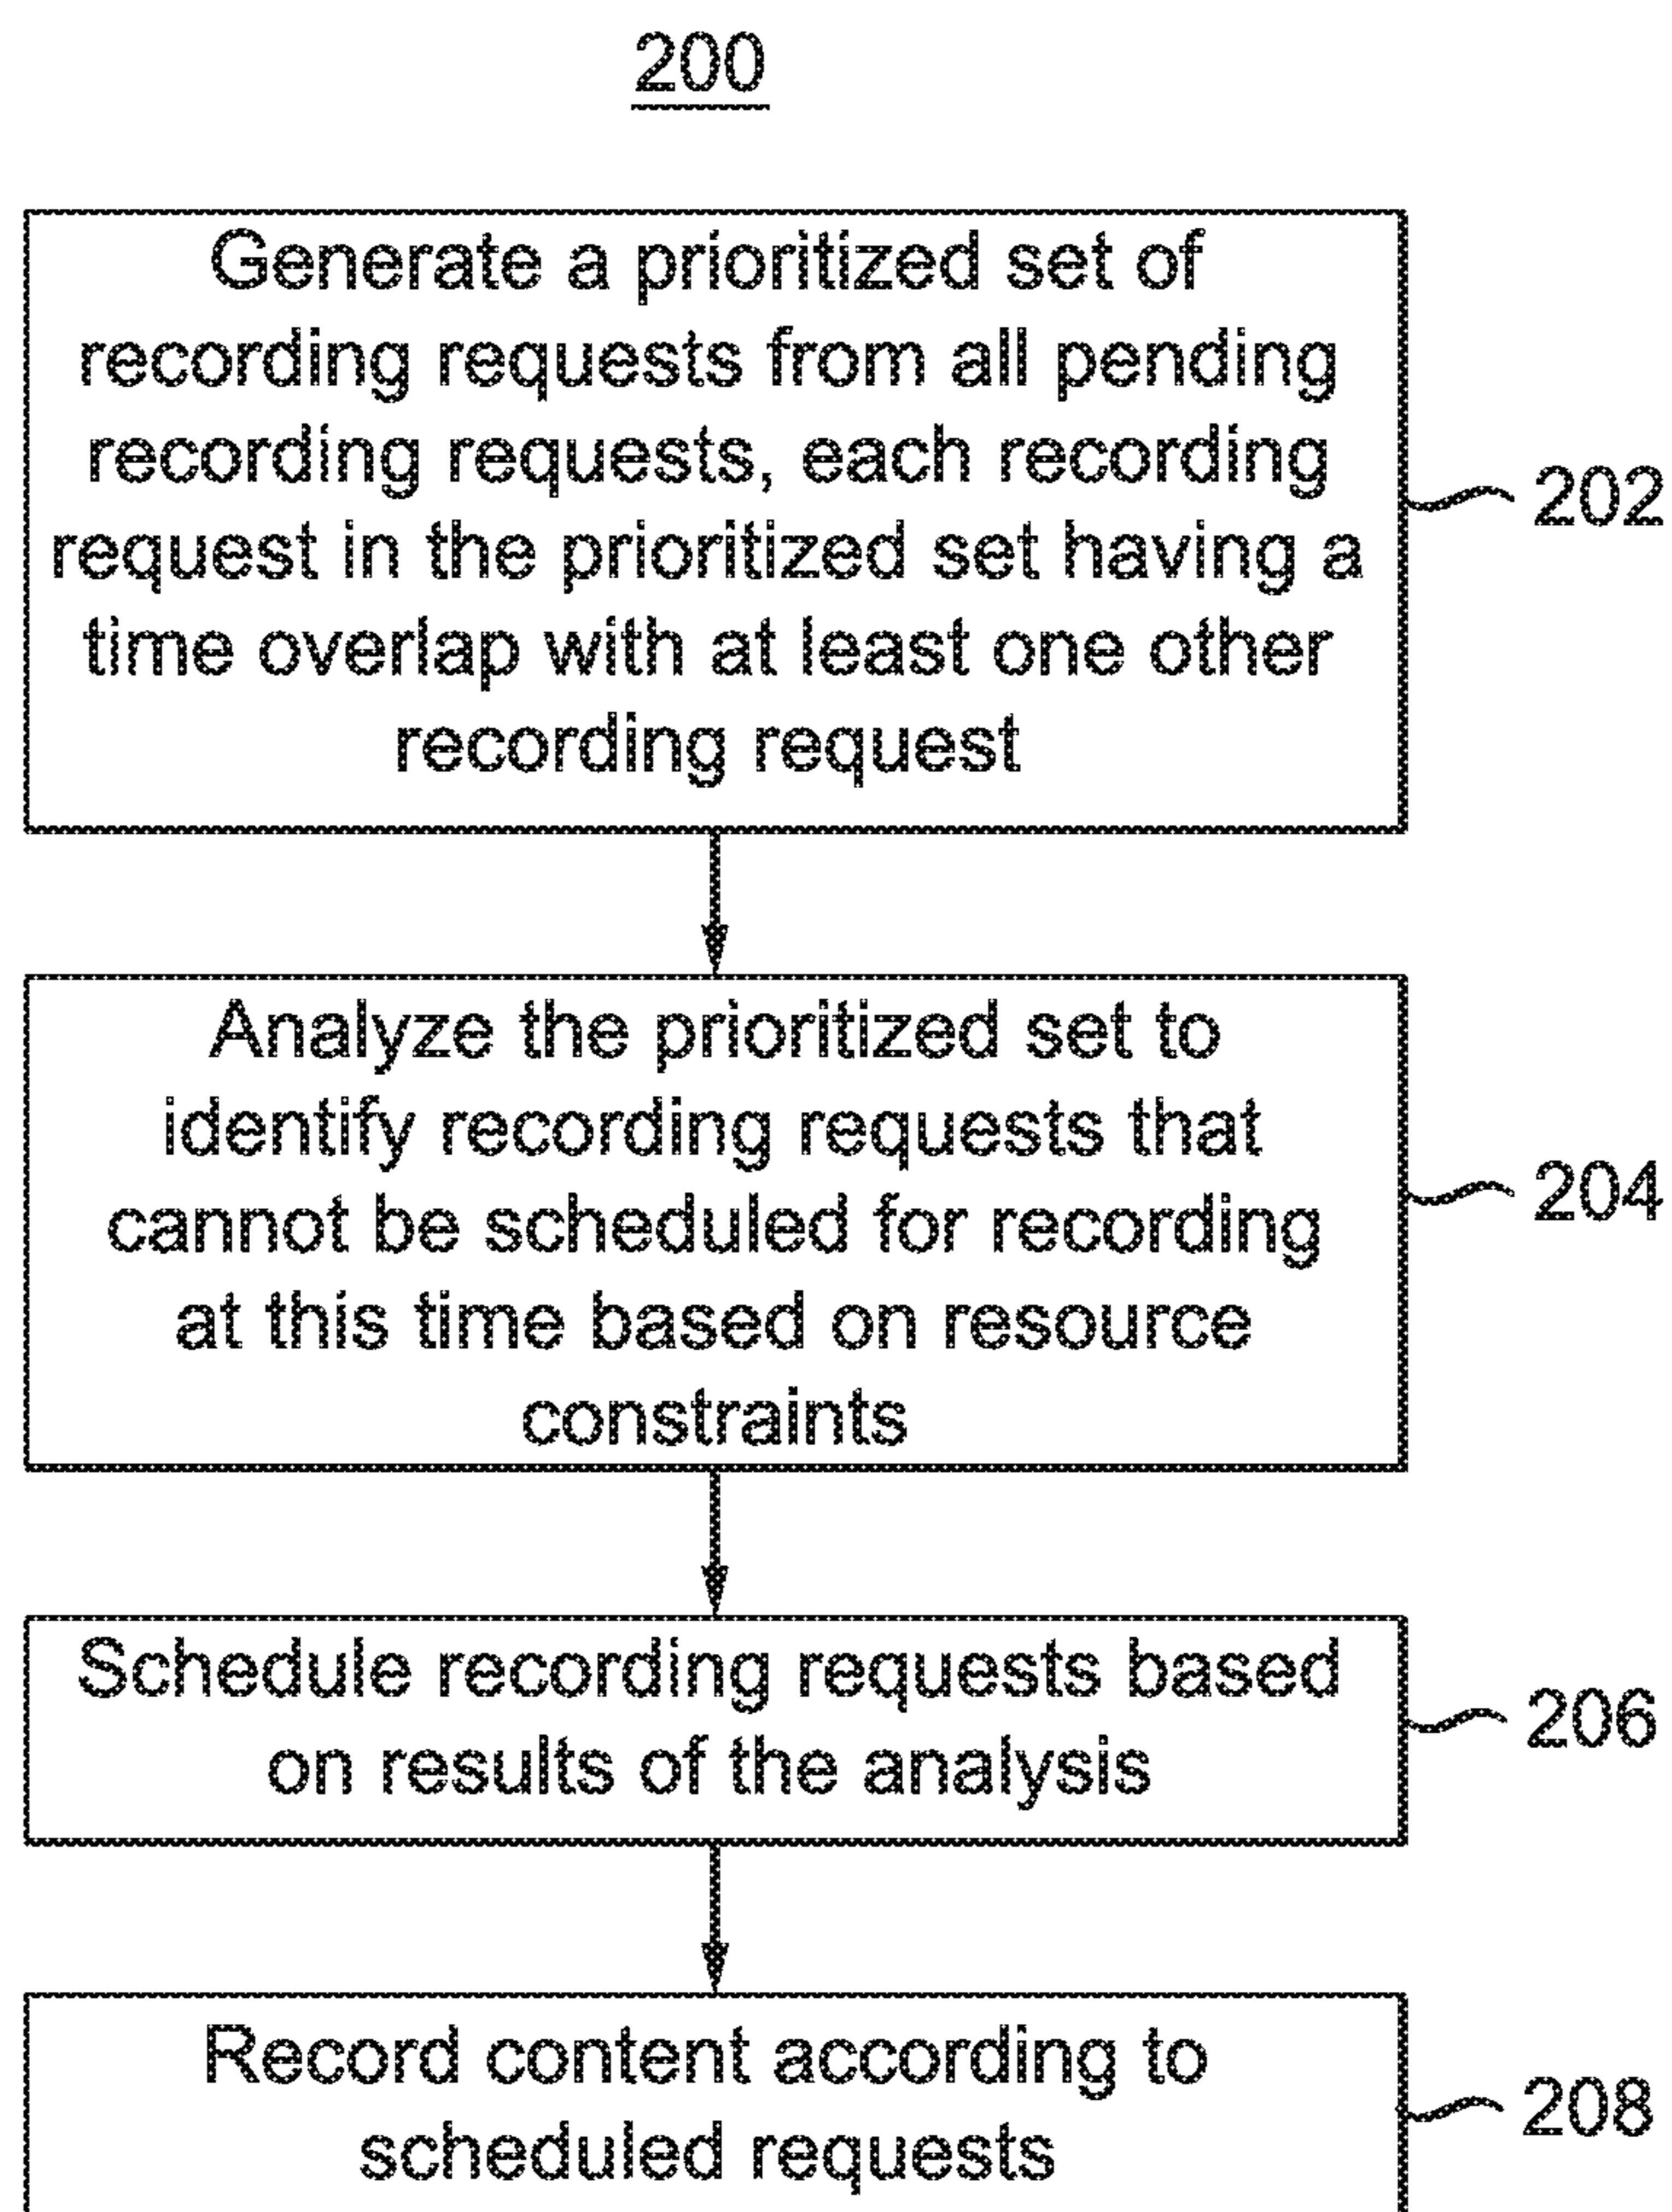 200
Generate a prioritized set of
recording requests from all pending
recording requests, each recording
request in the prioritized set having a
time overlap with at least one other
recording request
202
Analyze the prioritized set to
identify recording requests that
cannot be scheduled for recording
at this time based on resource
constraints
204
Schedule recording requests based
on results of the analysis
206
Record content according to
scheduled requests
208